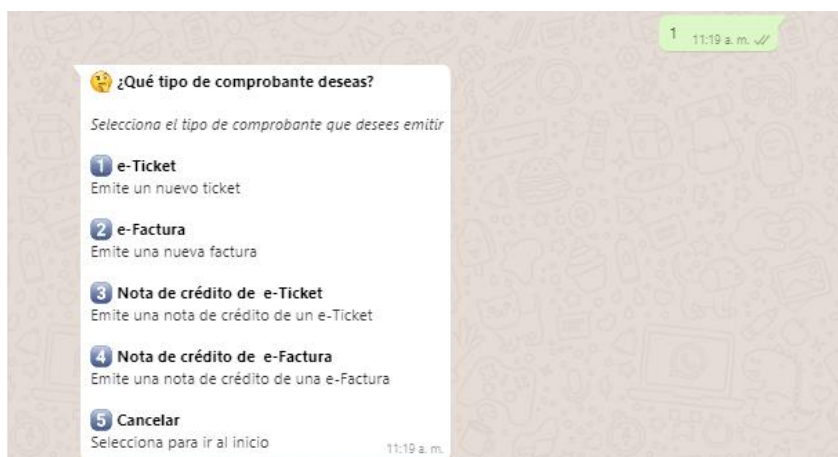 1 11:19 a. m.
🤔 ¿Qué tipo de comprobante deseas?
Selecciona el tipo de comprobante que desees emitir
1 e-Ticket
Emite un nuevo ticket
2 e-Factura
Emite una nueva factura
3 Nota de crédito de e-Ticket
Emite una nota de crédito de un e-Ticket
4 Nota de crédito de e-Factura
Emite una nota de crédito de una e-Factura
5 Cancelar
Selecciona para ir al inicio
11:19 a. m.